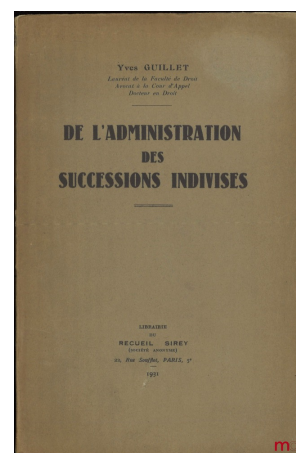 Yves GUILLET
Lauréat de la Faculté de Droit
Avocat à la Cour d'Appel
Docteur en Droit
DE L'ADMINISTRATION
DES
SUCCESSIONS INDIVISES
LIBRAIRIE
DU
RECUEIL SIREY
(SOCIÉTÉ ANONYME)
22, Rue Soufflot, PARIS, 5e
1931
m